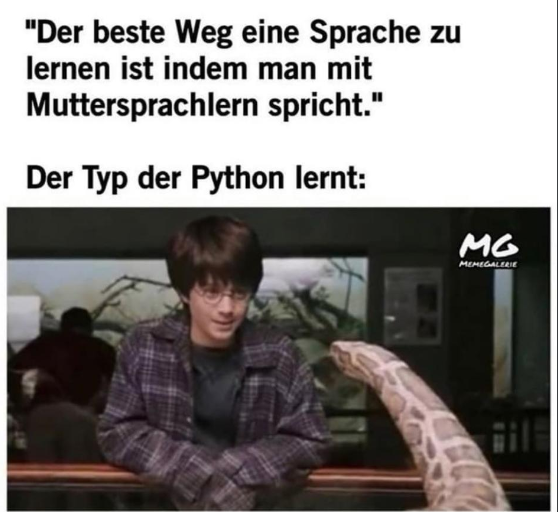 "Der beste Weg eine Sprache zu
lernen ist indem man mit
Muttersprachlern spricht."
Der Typ der Python lernt:
MG
MEMEGALERIE